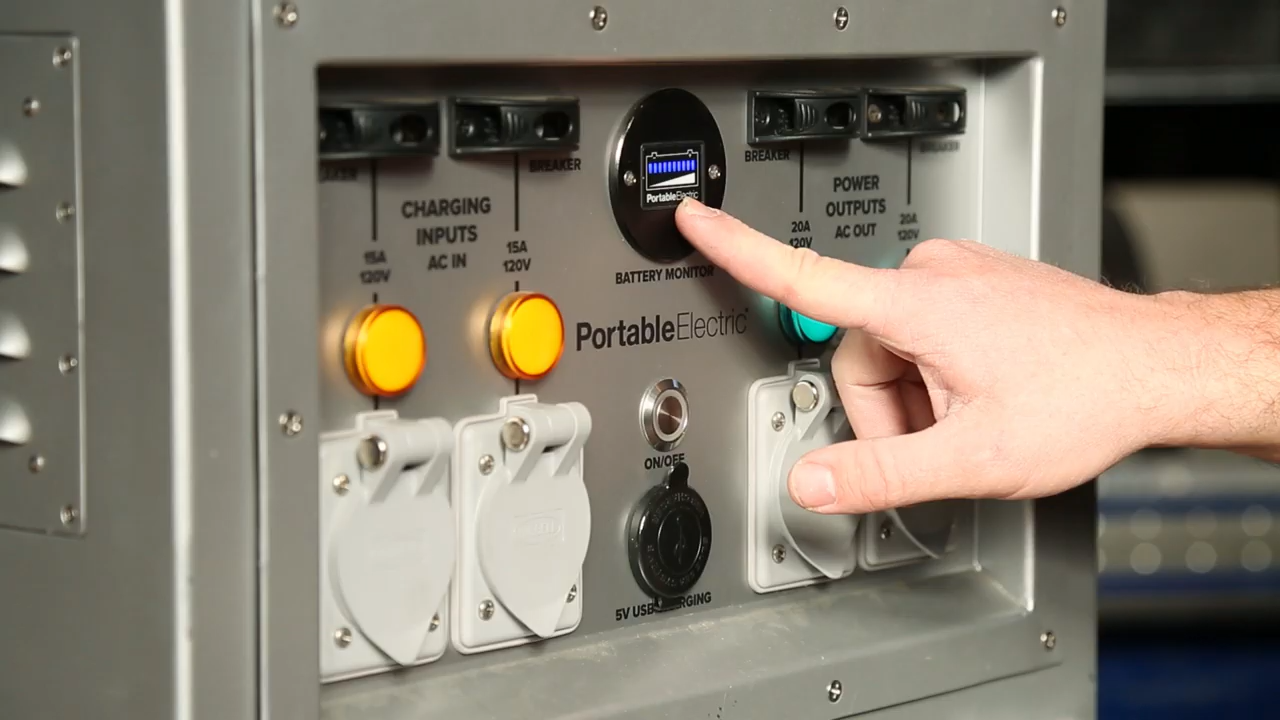 BREAKER
CHARGING
INPUTS
AC IN
15A
120V
15A
120V
PortableElectric
BATTERY MONITOR
PortableElectric
ON/OFF
5V USB
BREAKER
BREAKER
POWER
OUTPUTS
AC OUT
20A
120V
20A
120V